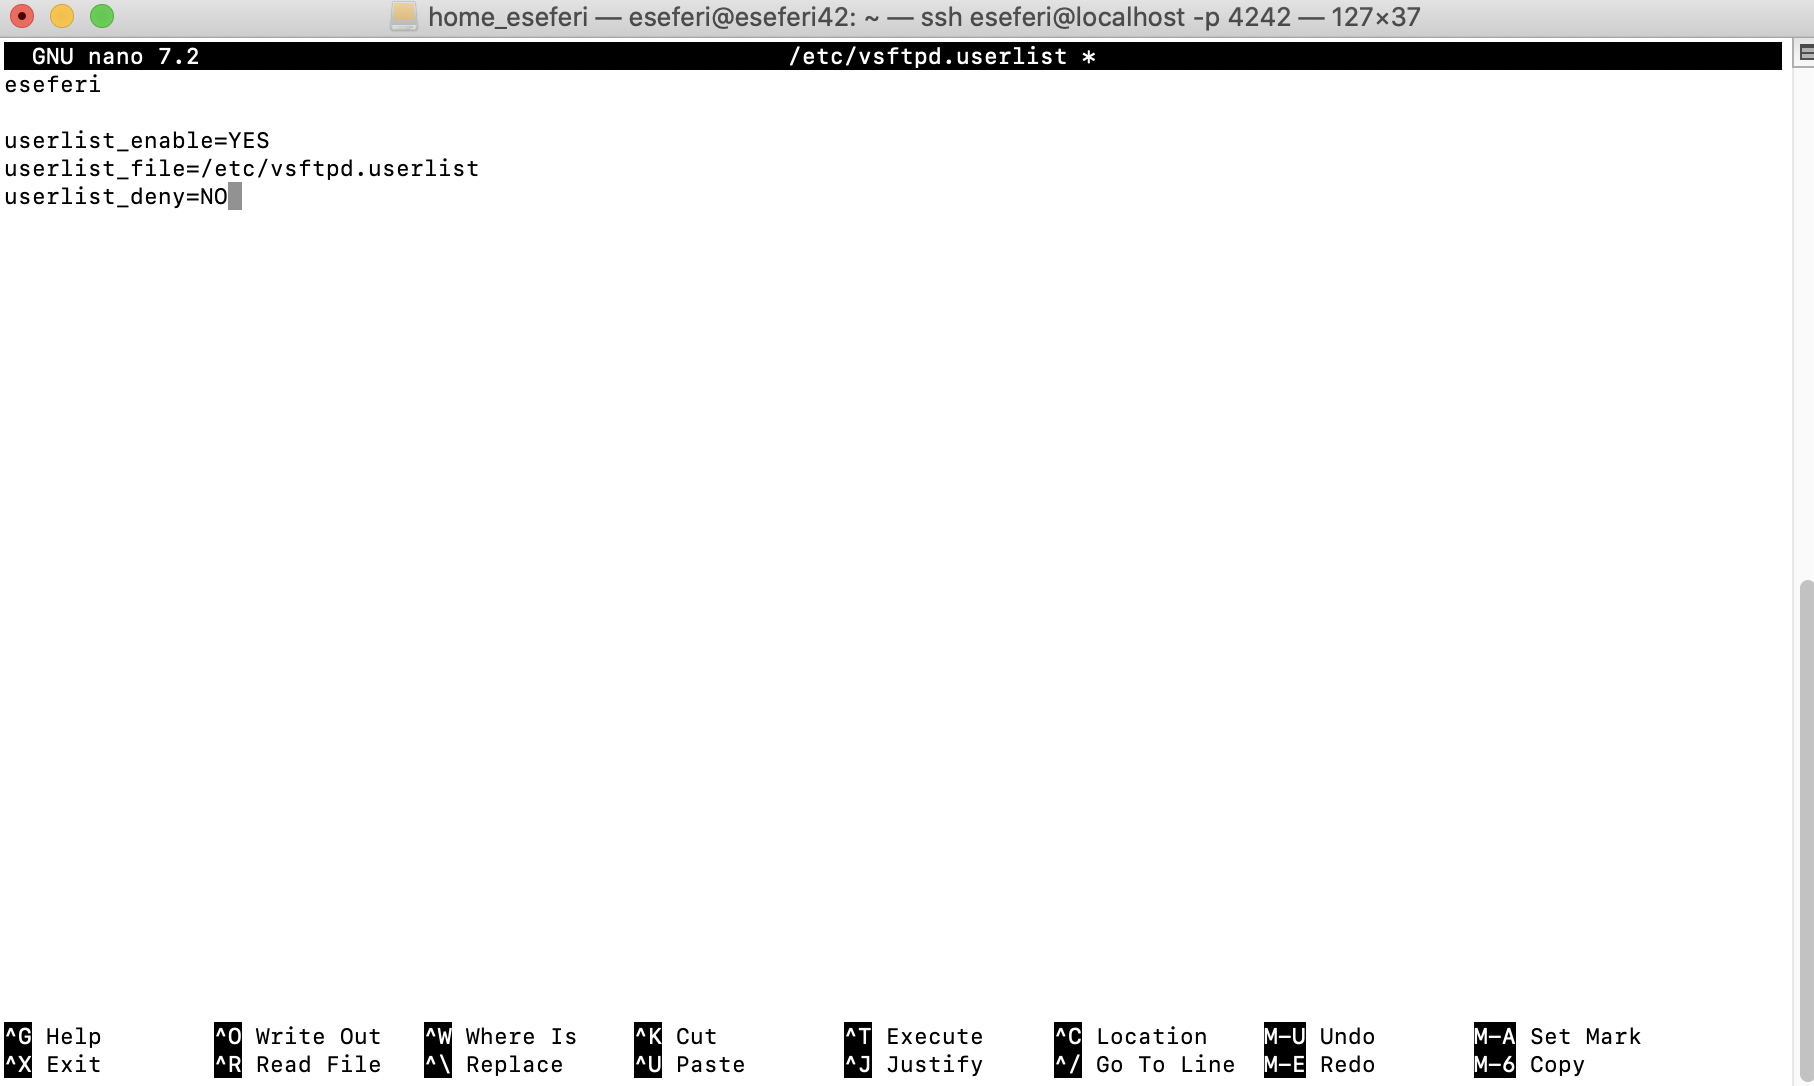 home_eseferi — eseferi@eseferi42: ~ — ssh eseferi@localhost -p 4242 — 127×37
GNU nano 7.2 /etc/vsftpd.userlist *
eseferi
userlist_enable=YES
userlist_file=/etc/vsftpd.userlist
userlist_deny=NO
^G Help ^O Write Out ^W Where Is ^K Cut ^T Execute ^C Location M-U Undo M-A Set Mark
^X Exit ^R Read File ^\ Replace ^U Paste ^J Justify ^/ Go To Line M-E Redo M-6 Copy